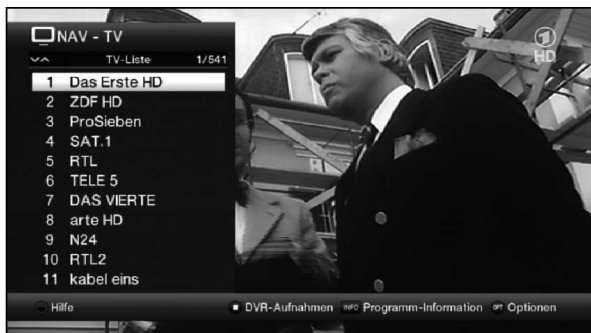 NAV - TV
TV-Liste 1/541
1 Das Erste HD
2 ZDF HD
3 ProSieben
4 SAT.1
5 RTL
6 TELE 5
7 DAS VIERTE
8 arte HD
9 N24
10 RTL2
11 kabel eins
1
HD
Hilfe DVR-Aufnahmen INFO Programm-Information OPT Optionen